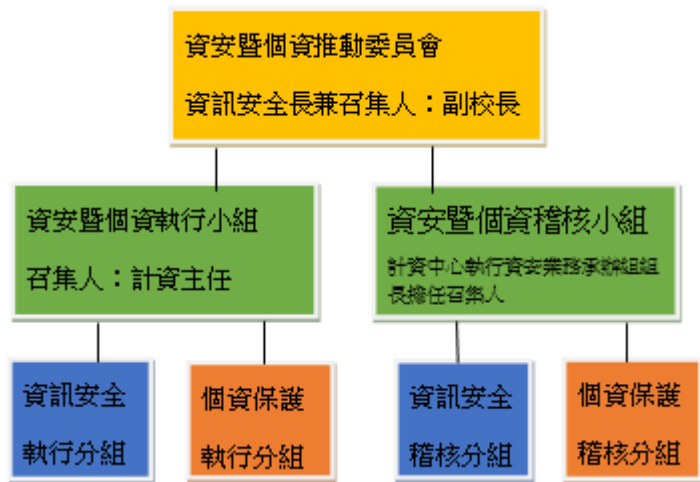 資安暨個資推動委員會
資訊安全長兼召集人：副校長
資安暨個資執行小組
召集人：計資主任
資安暨個資稽核小組
計資中心執行資安業務承辦組組
長擔任召集人
資訊安全
執行分組
個資保護
執行分組
資訊安全
稽核分組
個資保護
稽核分組